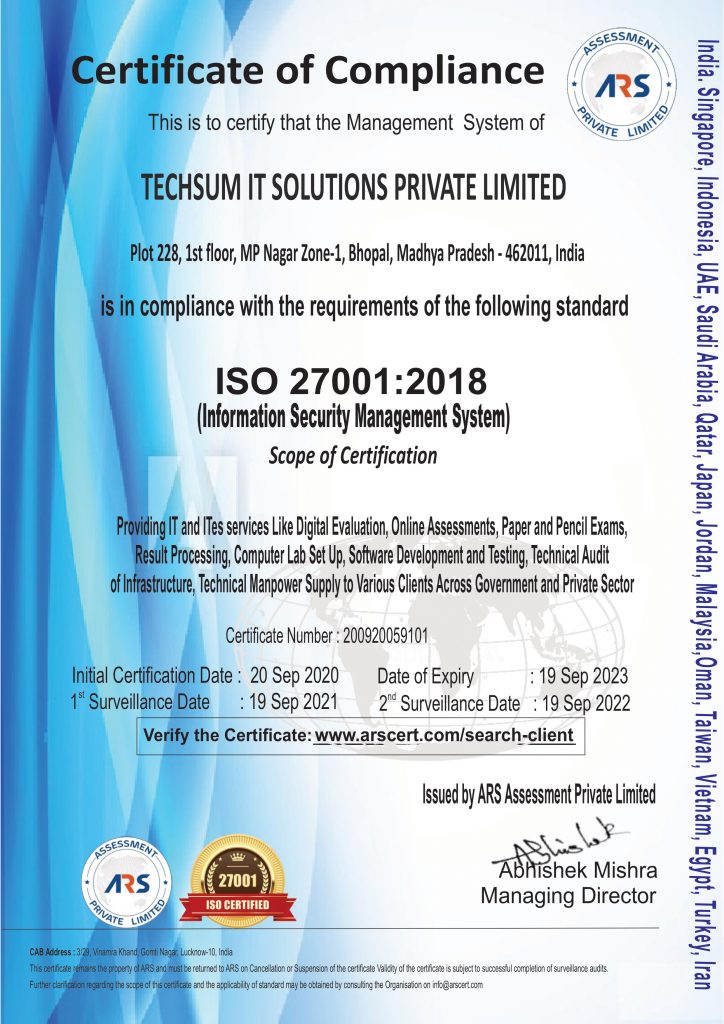 Certificate of Compliance
ASSESSMENT
ARS
PRIVATE LIMITED
This is to certify that the Management System of
TECHSUM IT SOLUTIONS PRIVATE LIMITED
Plot 228, 1st floor, MP Nagar Zone-1, Bhopal, Madhya Pradesh - 462011, India
is in compliance with the requirements of the following standard
ISO 27001:2018
(Information Security Management System)
Scope of Certification
Providing IT and ITes services Like Digital Evaluation, Online Assessments, Paper and Pencil Exams,
Result Processing, Computer Lab Set Up, Software Development and Testing, Technical Audit
of Infrastructure, Technical Manpower Supply to Various Clients Across Government and Private Sector
Certificate Number : 200920059101
Initial Certification Date : 20 Sep 2020 Date of Expiry : 19 Sep 2023
1st Surveillance Date : 19 Sep 2021 2nd Surveillance Date : 19 Sep 2022
Verify the Certificate: www.arscert.com/search-client
Issued by ARS Assessment Private Limited
Abhishek
Abhishek Mishra
Managing Director
ASSESSMENT
ARS
PRIVATE LIMITED
27001
ISO CERTIFIED
CAB Address : 3/29, Vinamra Khand, Gomti Nagar, Lucknow-10, India
This certificate remains the property of ARS and must be returned to ARS on Cancellation or Suspension of the certificate Validity of the certificate is subject to successful completion of surveillance audits.
Further clarification regarding the scope of this certificate and the applicability of standard may be obtained by consulting the Organisation on info@arscert.com
India. Singapore, Indonesia, UAE, Saudi Arabia, Qatar, Japan, Jordan, Malaysia,Oman, Taiwan, Vietnam, Egypt, Turkey, Iran